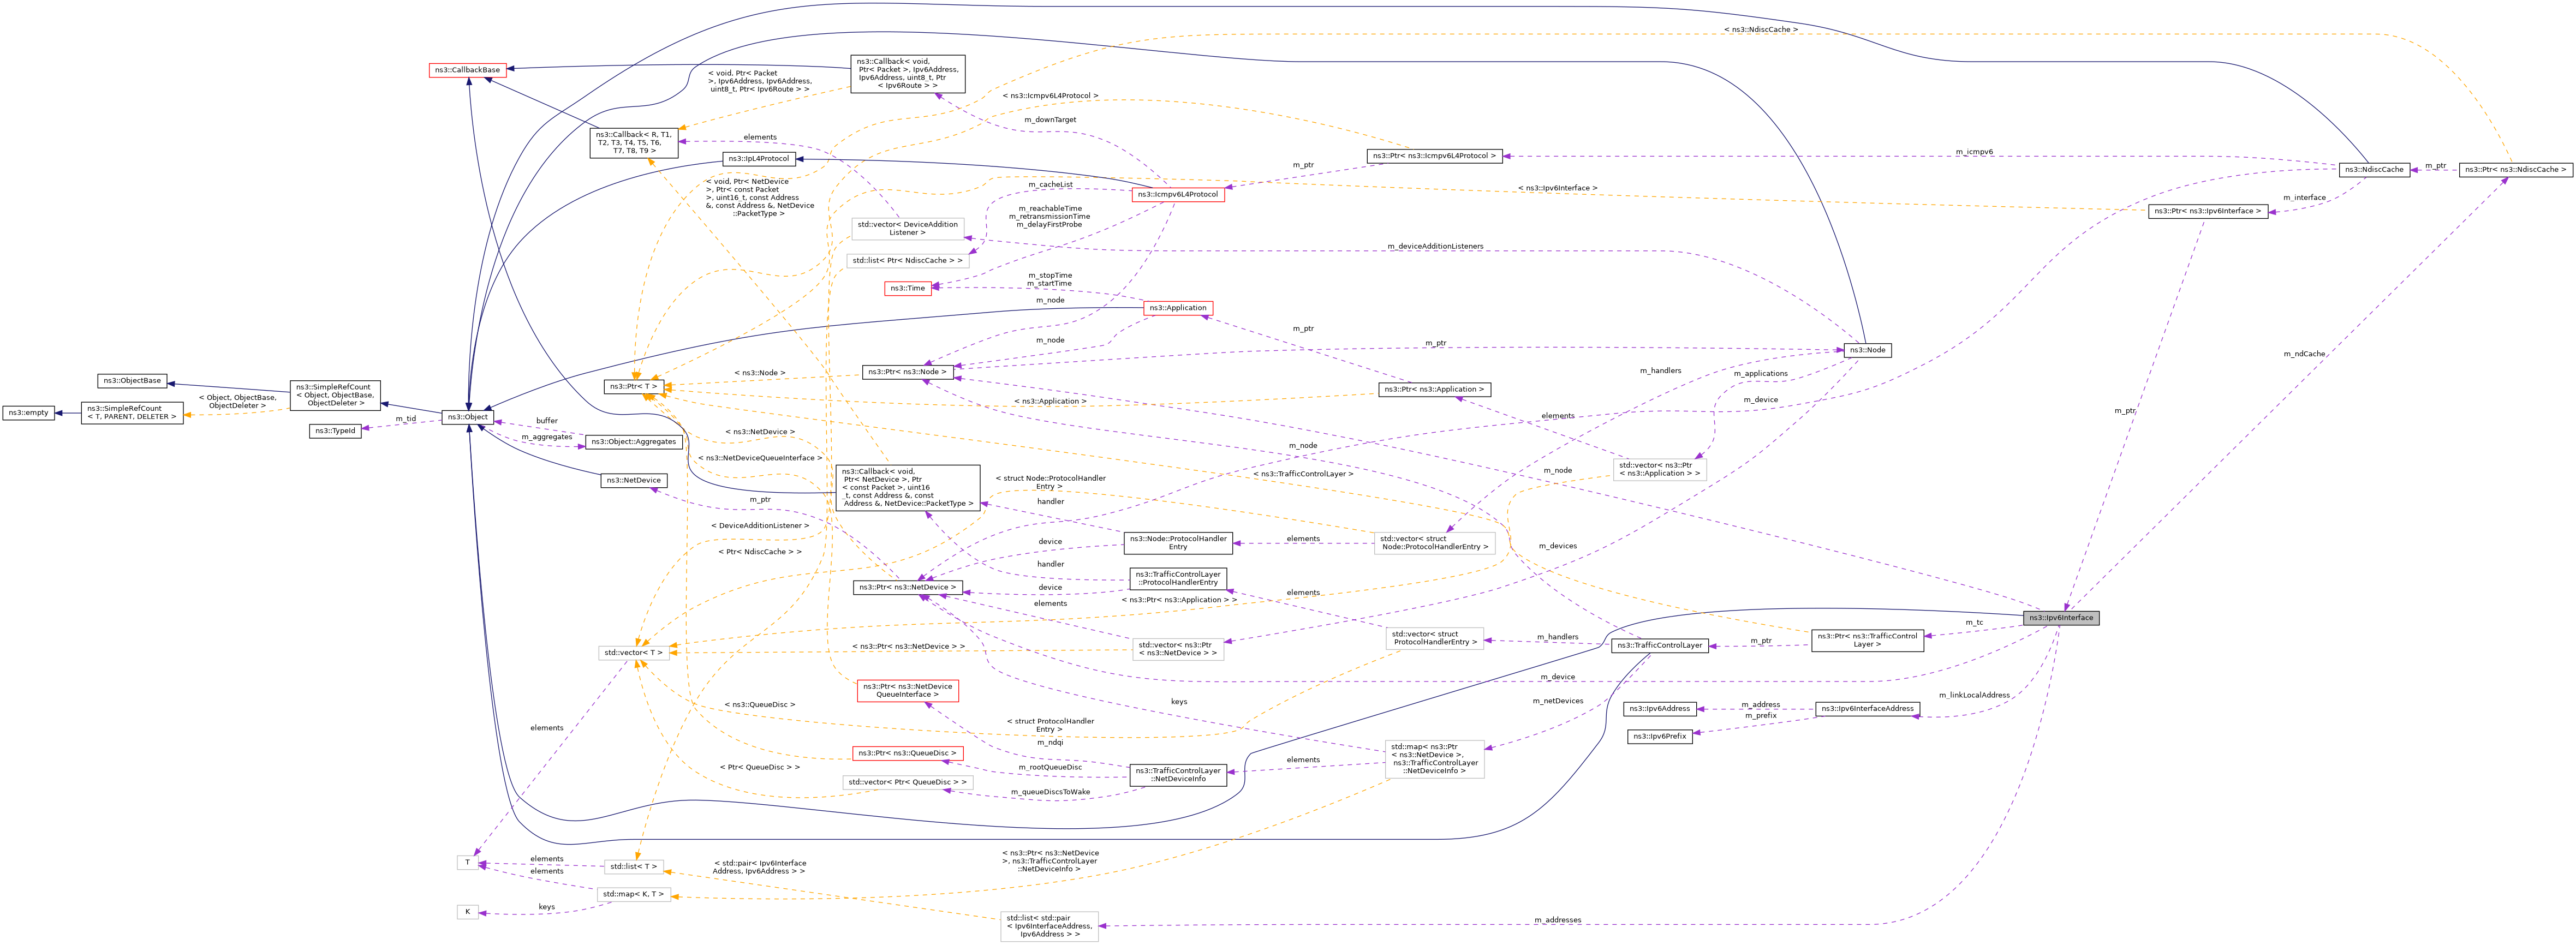 < ns3::NdiscCache >
ns3::CallbackBase
ns3::Callback< void,
Ptr< Packet >, Ipv6Address,
Ipv6Address, uint8_t, Ptr
< Ipv6Route > >
< void, Ptr< Packet
>, Ipv6Address, Ipv6Address,
uint8_t, Ptr< Ipv6Route > >
< ns3::Icmpv6L4Protocol >
m_downTarget
ns3::Callback< R, T1,
T2, T3, T4, T5, T6,
T7, T8, T9 >
elements
ns3::IpL4Protocol
ns3::Ptr< ns3::Icmpv6L4Protocol >
m_icmpv6
m_ptr
ns3::NdiscCache
m_ptr
ns3::Ptr< ns3::NdiscCache >
< void, Ptr< NetDevice
>, Ptr< const Packet
>, uint16_t, const Address
&, const Address &, NetDevice
::PacketType >
m_cacheList
ns3::Icmpv6L4Protocol
< ns3::Ipv6Interface >
m_interface
ns3::Ptr< ns3::Ipv6Interface >
m_reachableTime
m_retransmissionTime
m_delayFirstProbe
std::vector< DeviceAddition
Listener >
m_deviceAdditionListeners
std::list< Ptr< NdiscCache > >
m_stopTime
m_startTime
ns3::Time
m_node
ns3::Application
m_ptr
m_node
m_ptr
ns3::Node
m_ndCache
m_handlers
m_applications
ns3::ObjectBase
ns3::SimpleRefCount
< Object, ObjectBase,
ObjectDeleter >
ns3::Ptr< T >
< ns3::Node >
ns3::Ptr< ns3::Node >
ns3::Ptr< ns3::Application >
< ns3::Application >
m_device
< Object, ObjectBase,
ObjectDeleter >
ns3::empty
ns3::SimpleRefCount
< T, PARENT, DELETER >
m_tid
ns3::Object
buffer
elements
m_ptr
ns3::TypeId
m_aggregates
ns3::Object::Aggregates
< ns3::NetDevice >
m_node
< ns3::NetDeviceQueueInterface >
ns3::NetDevice
ns3::Callback< void,
Ptr< NetDevice >, Ptr
< const Packet >, uint16
_t, const Address &, const
Address &, NetDevice::PacketType >
< ns3::TrafficControlLayer >
m_node
std::vector< ns3::Ptr
< ns3::Application > >
< struct Node::ProtocolHandler
Entry >
m_ptr
handler
< DeviceAdditionListener >
ns3::Node::ProtocolHandler
Entry
elements
std::vector< struct
Node::ProtocolHandlerEntry >
m_devices
device
< Ptr< NdiscCache > >
handler
ns3::TrafficControlLayer
::ProtocolHandlerEntry
device
ns3::Ptr< ns3::NetDevice >
< ns3::Ptr< ns3::Application > >
elements
elements
ns3::Ipv6Interface
m_tc
std::vector< T >
< ns3::Ptr< ns3::NetDevice > >
std::vector< ns3::Ptr
< ns3::NetDevice > >
std::vector< struct
ProtocolHandlerEntry >
m_handlers
ns3::TrafficControlLayer
m_ptr
ns3::Ptr< ns3::TrafficControl
Layer >
m_device
ns3::Ptr< ns3::NetDevice
QueueInterface >
m_linkLocalAddress
< ns3::QueueDisc >
keys
m_netDevices
ns3::Ipv6Address
m_address
m_prefix
ns3::Ipv6InterfaceAddress
elements
< struct ProtocolHandler
Entry >
m_ndqi
ns3::Ipv6Prefix
ns3::Ptr< ns3::QueueDisc >
std::map< ns3::Ptr
< ns3::NetDevice >,
ns3::TrafficControlLayer
::NetDeviceInfo >
< Ptr< QueueDisc > >
m_rootQueueDisc
ns3::TrafficControlLayer
::NetDeviceInfo
elements
std::vector< Ptr< QueueDisc > >
m_queueDiscsToWake
T
elements
elements
std::list< T >
< std::pair< Ipv6Interface
Address, Ipv6Address > >
< ns3::Ptr< ns3::NetDevice
>, ns3::TrafficControlLayer
::NetDeviceInfo >
std::map< K, T >
K
keys
std::list< std::pair
< Ipv6InterfaceAddress,
Ipv6Address > >
m_addresses